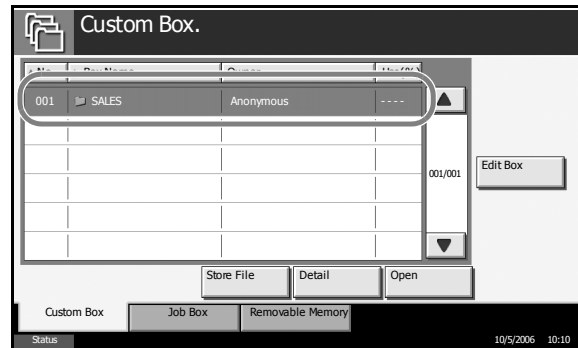 Custom Box.
001 SALES Anonymous ----
001/001
Edit Box
Store File Detail Open
Custom Box Job Box Removable Memory
Status 10/5/2006 10:10